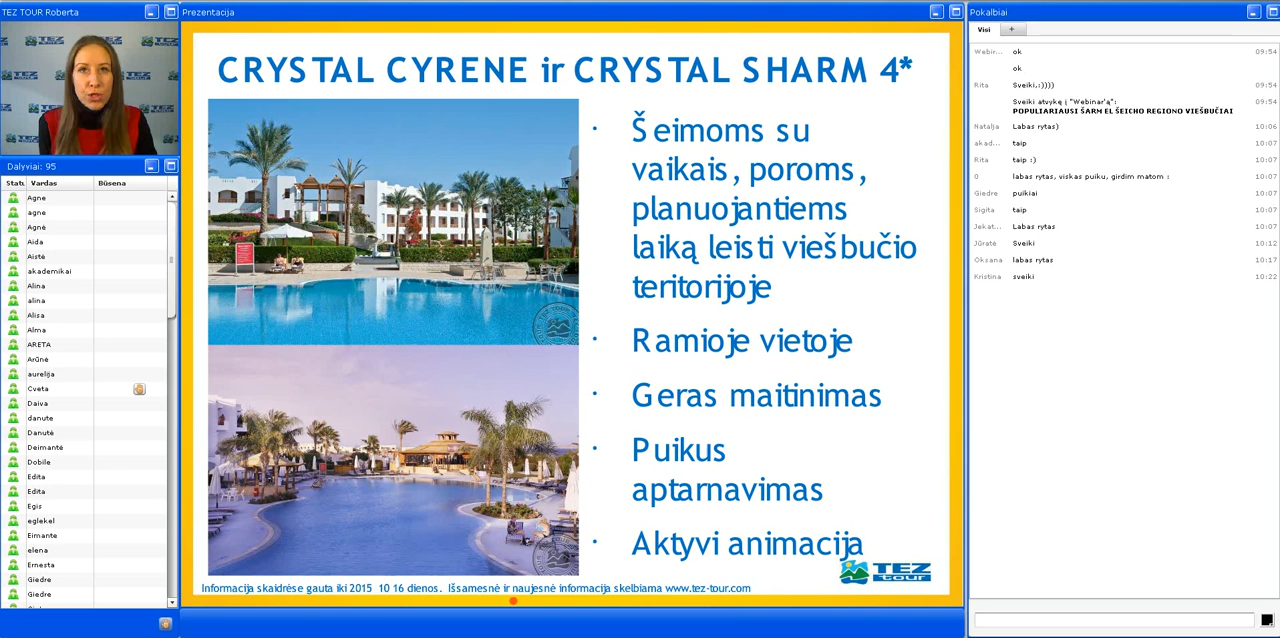 TEZ TOUR Roberta
Dalyviai: 95
Statu Vardas Būsena
Agne
agne
Agnė
Aida
Aistė
akademikai
Alina
alina
Alisa
Alma
ARETA
Arūnė
aurelija
Cveta
Daiva
danute
Danutė
Deimantė
Dobile
Edita
Edita
Egis
eglekel
Eimante
elena
Ernesta
Giedre
Giedre
Prezentacija
CRYSTAL CYRENE ir CRYSTAL SHARM 4*
· Šeimoms su
vaikais, poroms,
planuojantiems
laiką leisti viešbučio
teritorijoje
· Ramioje vietoje
· Geras maitinimas
· Puikus
aptarnavimas
· Aktyvi animacija
TEZ
tour
Informacija skaidrėse gauta iki 2015 10 16 dienos. Išsamesnė ir naujesnė informacija skelbiama www.tez-tour.com
Pokalbiai
Visi +
Webir... ok 09:54
ok
Rita Sveiki,:)))) 09:54
Sveiki atvykę į "Webinar'ą": 09:54
POPULIARIAUSI ŠARM EL ŠEICHO REGIONO VIEŠBUČIAI
Natalja Labas rytas) 10:06
akad... taip 10:07
Rita taip :) 10:07
0 labas rytas, viskas puiku, girdim matom : 10:07
Giedre puikiai 10:07
Sigita taip 10:07
Jekat... Labas rytas 10:07
Jūratė Sveiki 10:12
Oksana labas rytas 10:17
Kristina sveiki 10:22